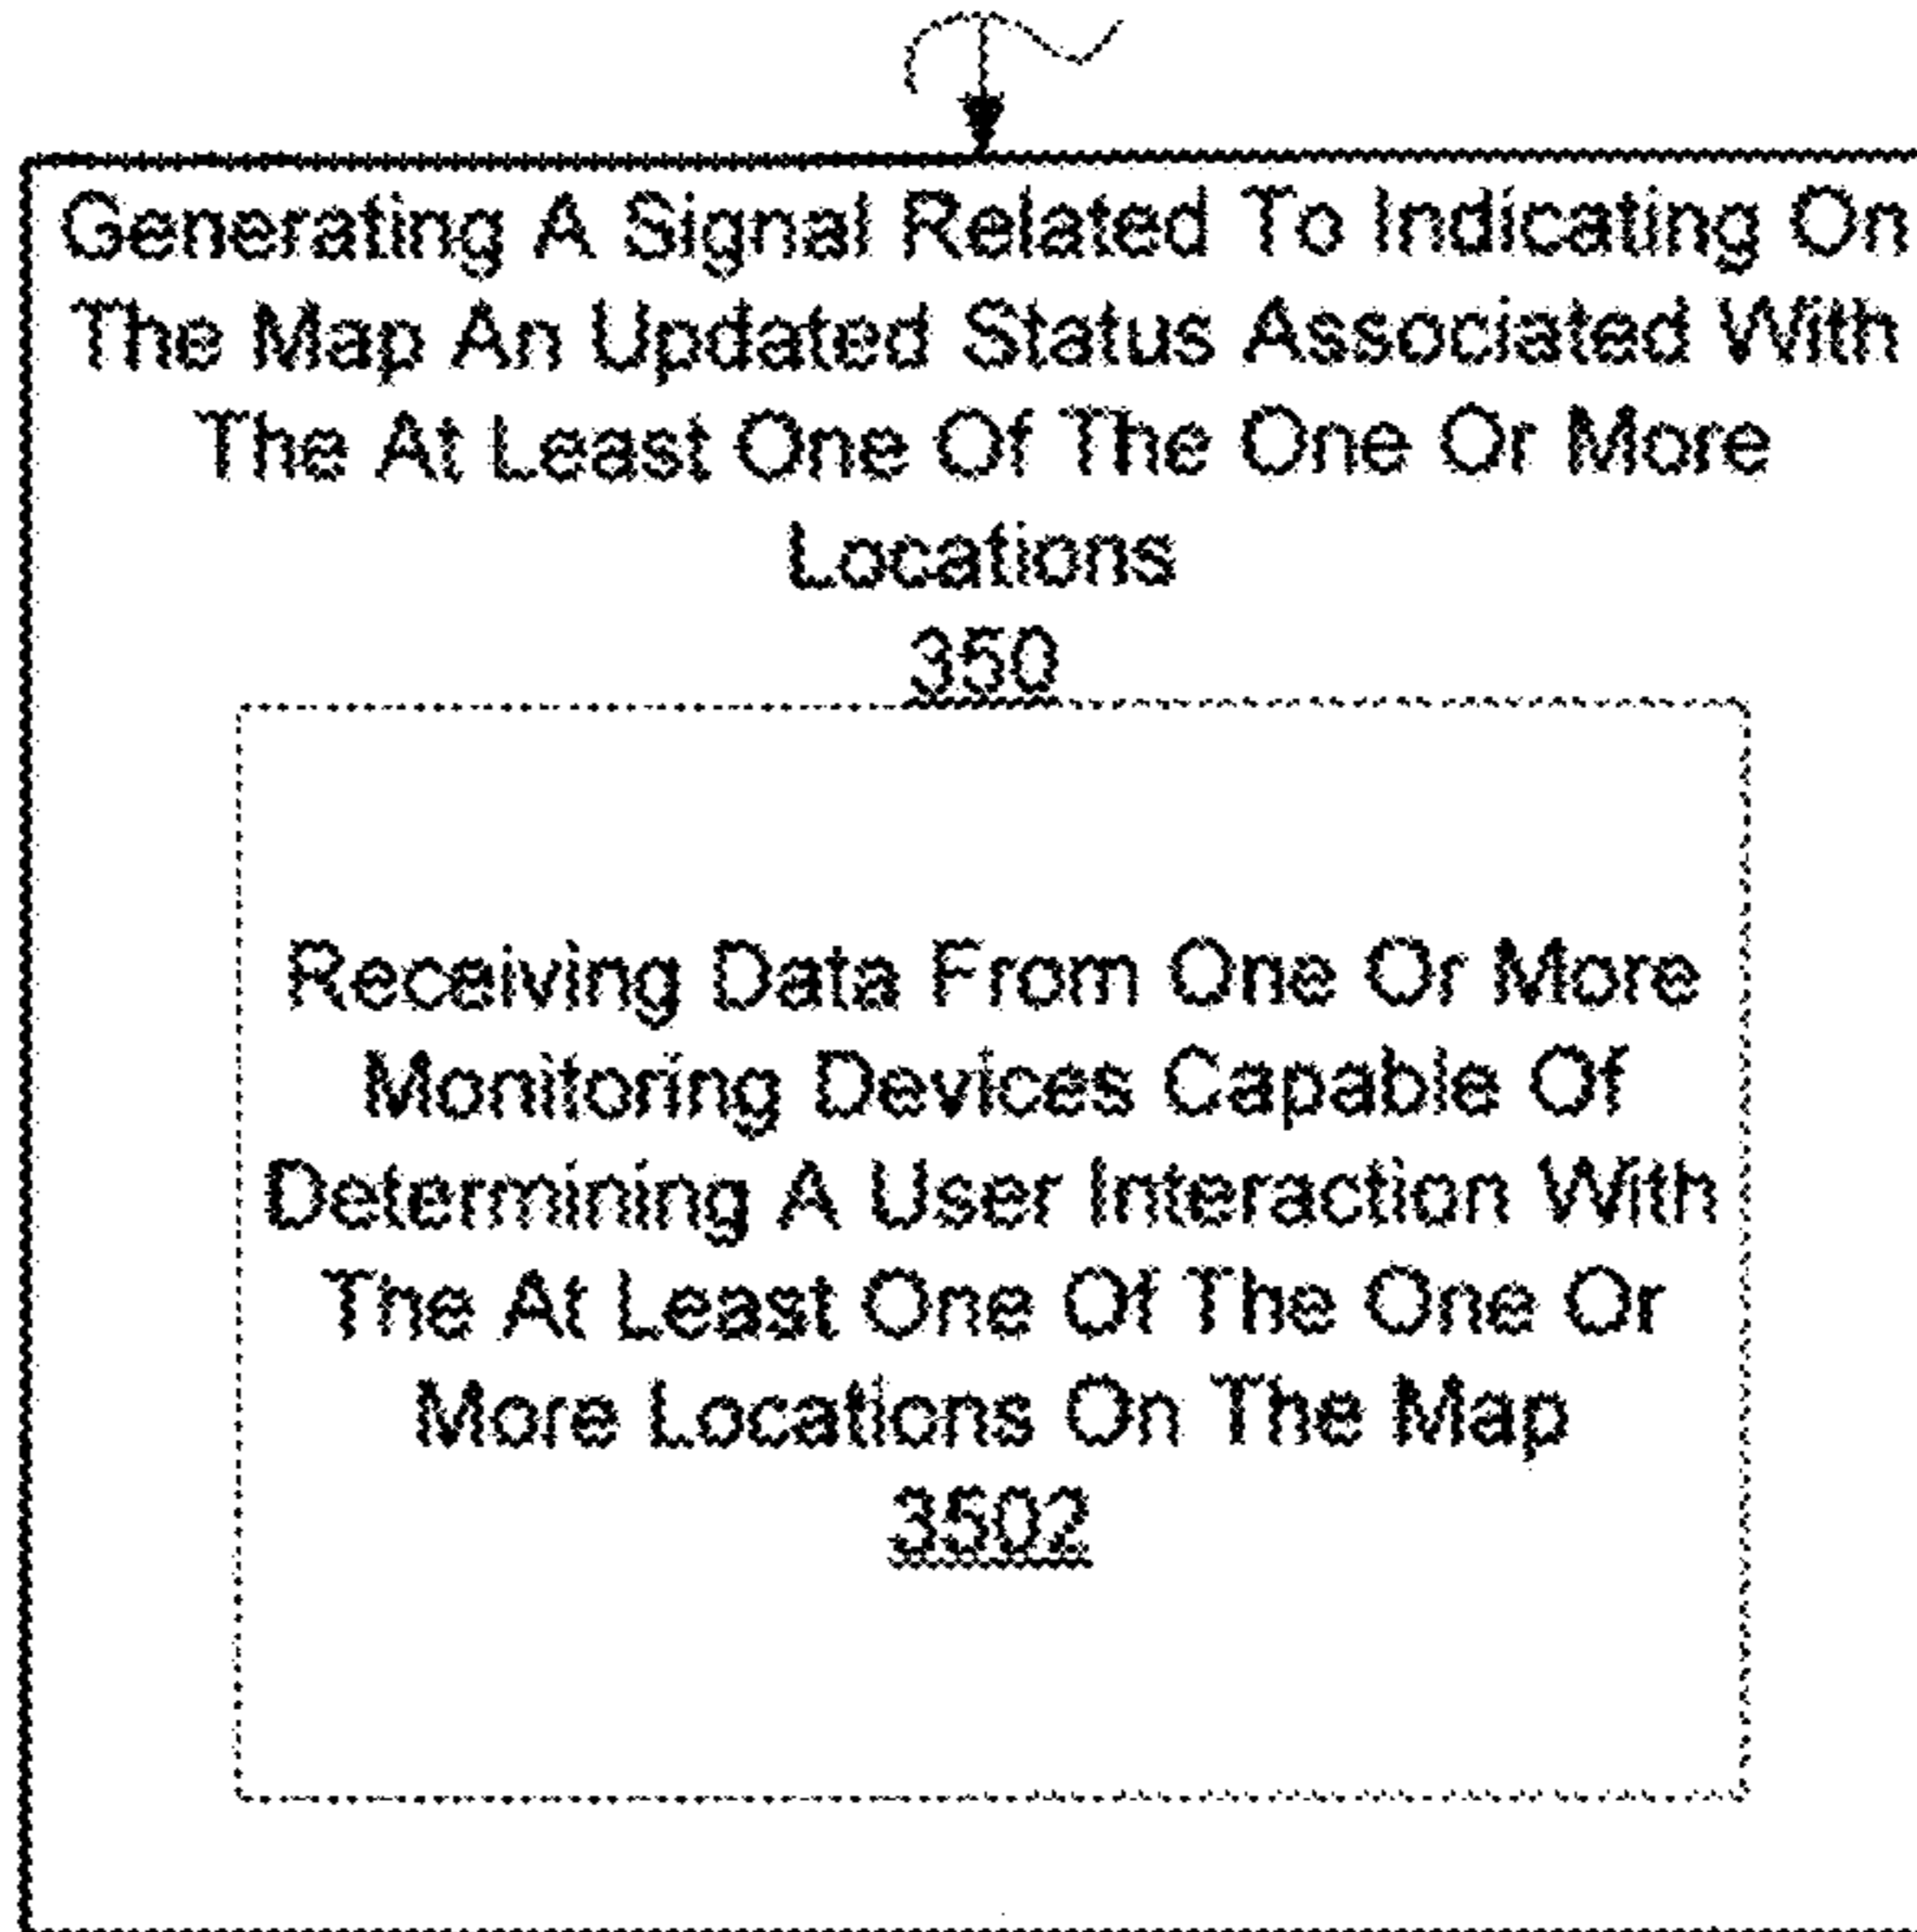 Generating A Signal Related To Indicating On
The Map An Updated Status Associated With
The At Least One Of The One Or More
Locations
350
Receiving Data From One Or More
Monitoring Devices Capable Of
Determining A User Interaction With
The At Least One Of The One Or
More Locations On The Map
3502